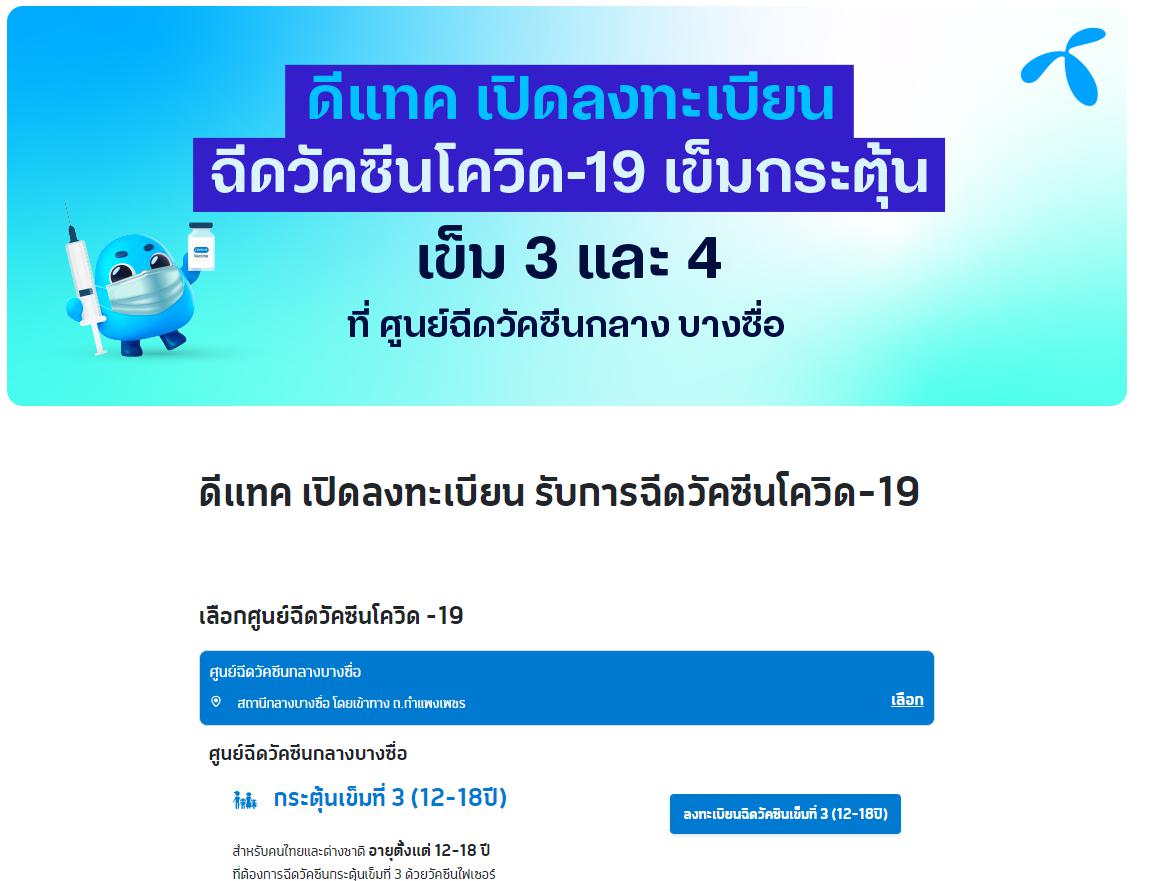 ดีแทค เปิดลงทะเบียน
ฉีดวัคซีนโควิด-19 เข็มกระตุ้น
เข็ม 3 และ 4
ที่ ศูนย์ฉีดวัคซีนกลาง บางซื่อ
Vaccine
ดีแทค เปิดลงทะเบียน รับการฉีดวัคซีนโควิด-19
เลือกศูนย์ฉีดวัคซีนโควิด -19
ศูนย์ฉีดวัคซีนกลางบางซื่อ
สถานีกลางบางซื่อ โดยเข้าทาง ถ.กำแพงเพชร
เลือก
ศูนย์ฉีดวัคซีนกลางบางซื่อ
กระตุ้นเข็มที่ 3 (12-18ปี)
ลงทะเบียนฉีดวัคซีนเข็มที่ 3 (12-18ปี)
สำหรับคนไทยและต่างชาติ อายุตั้งแต่ 12-18 ปี
ที่ต้องการฉีดวัคซีนกระตุ้นเข็มที่ 3 ด้วยวัคซีนไฟเซอร์